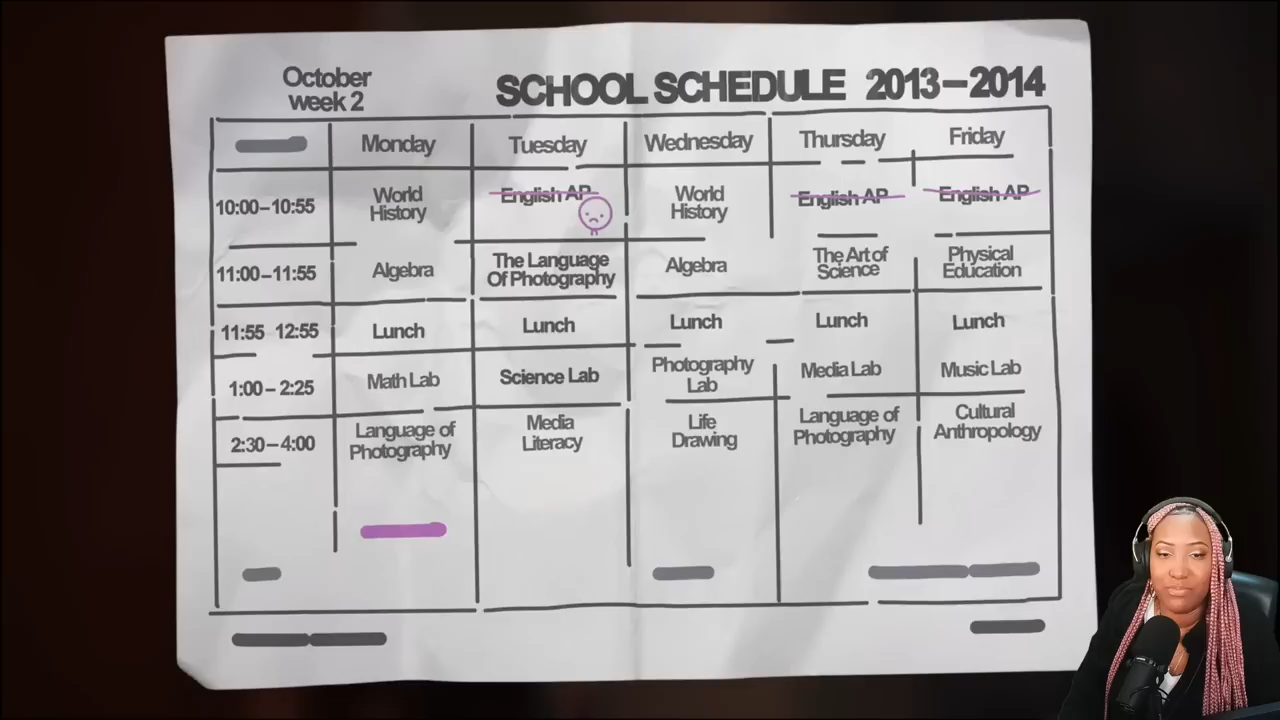 October
week 2
SCHOOL SCHEDULE 2013–2014
Monday Tuesday Wednesday Thursday Friday
10:00–10:55 World History English AP World History English AP English AP
11:00–11:55 Algebra The Language Of Photography Algebra The Art of Science Physical Education
11:55 12:55 Lunch Lunch Lunch Lunch Lunch
1:00–2:25 Math Lab Science Lab Photography Lab Media Lab Music Lab
2:30–4:00 Language of Photography Media Literacy Life Drawing Language of Photography Cultural Anthropology